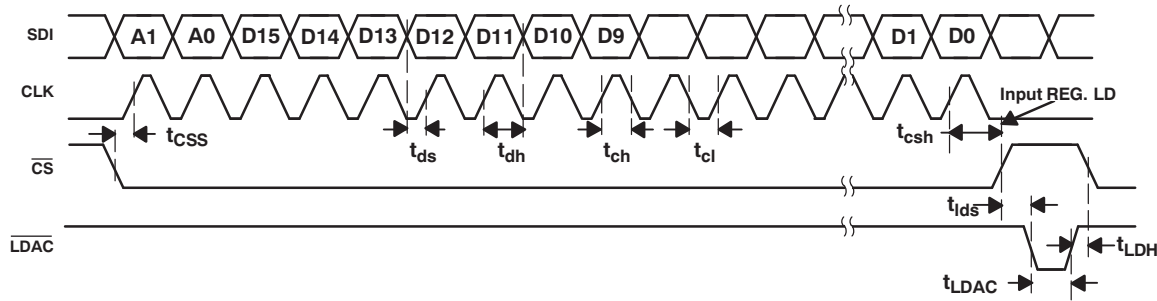 SDI A1 A0 D15 D14 D13 D12 D11 D10 D9 D1 D0
CLK Input REG. LD
tCSS tds tdh tch tcl tcsh
CS
tlds
LDAC tLDH
tLDAC